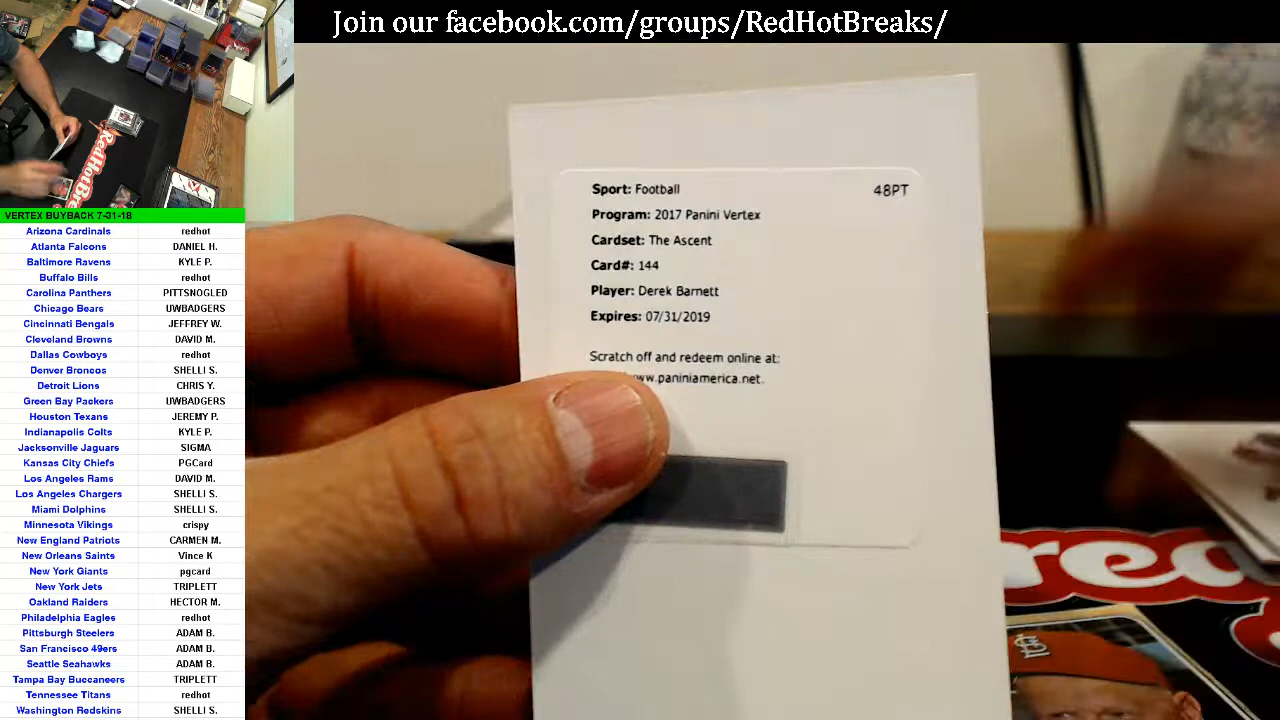 Join our facebook.com/groups/RedHotBreaks/
VERTEX BUYBACK 7-31-18
Arizona Cardinals redhot
Atlanta Falcons DANIEL H.
Baltimore Ravens KYLE P.
Buffalo Bills redhot
Carolina Panthers PITTSNOGLED
Chicago Bears UWBADGERS
Cincinnati Bengals JEFFREY W.
Cleveland Browns DAVID M.
Dallas Cowboys redhot
Denver Broncos SHELLI S.
Detroit Lions CHRIS Y.
Green Bay Packers UWBADGERS
Houston Texans JEREMY P.
Indianapolis Colts KYLE P.
Jacksonville Jaguars SIGMA
Kansas City Chiefs PGCard
Los Angeles Rams DAVID M.
Los Angeles Chargers SHELLI S.
Miami Dolphins SHELLI S.
Minnesota Vikings crispy
New England Patriots CARMEN M.
New Orleans Saints Vince K
New York Giants pgcard
New York Jets TRIPLETT
Oakland Raiders HECTOR M.
Philadelphia Eagles redhot
Pittsburgh Steelers ADAM B.
San Francisco 49ers ADAM B.
Seattle Seahawks ADAM B.
Tampa Bay Buccaneers TRIPLETT
Tennessee Titans redhot
Washington Redskins SHELLI S.
Sport: Football 48PT
Program: 2017 Panini Vertex
Cardset: The Ascent
Card#: 144
Player: Derek Barnett
Expires: 07/31/2019
Scratch off and redeem online at:
ww.paniniamerica.net.
red
RedHotBre